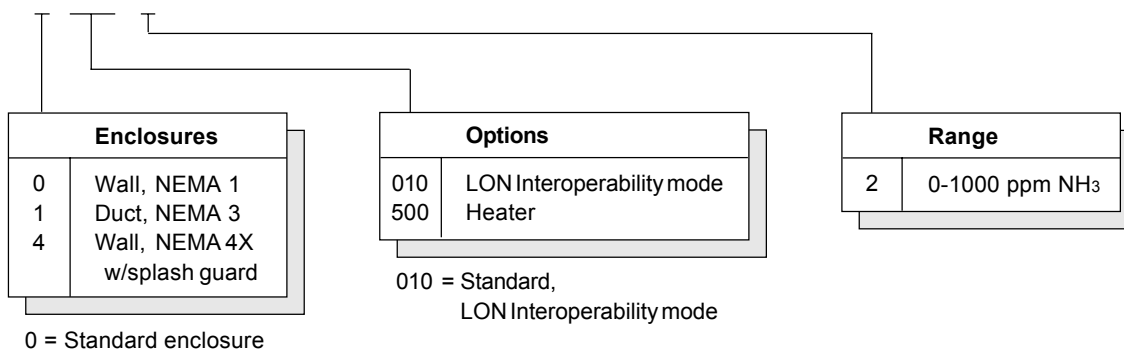 Enclosures
0 Wall, NEMA 1
1 Duct, NEMA 3
4 Wall, NEMA 4X
w/splash guard
0 = Standard enclosure
Options
010 LON Interoperability mode
500 Heater
010 = Standard,
LON Interoperability mode
Range
2 0-1000 ppm NH3